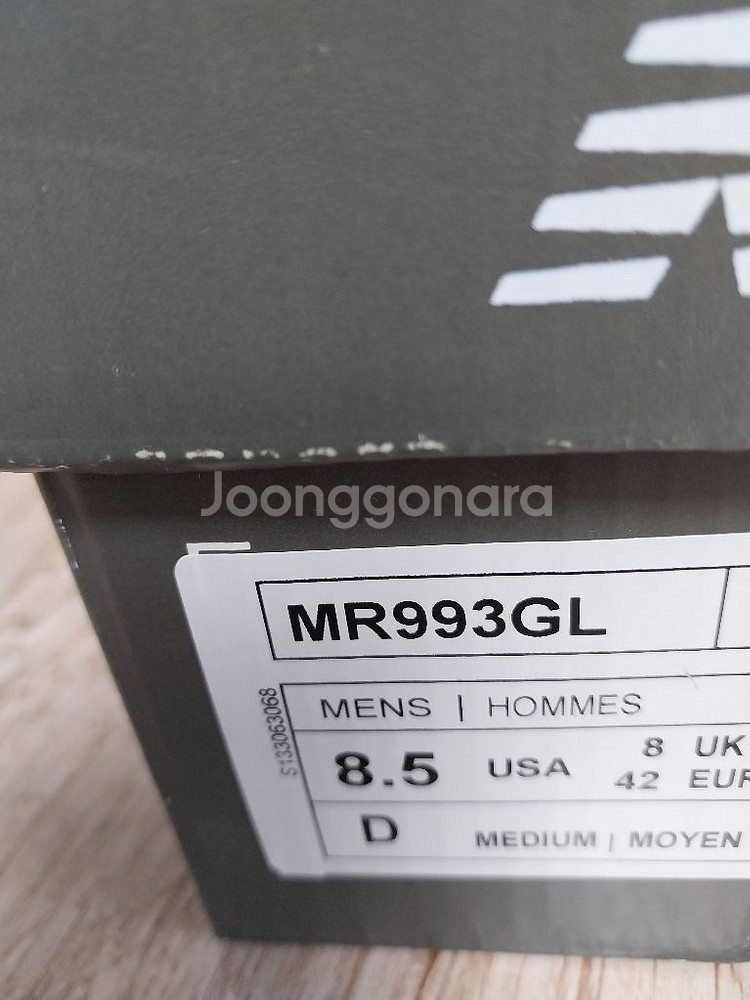 Joonggonara
MR993GL
S133063068
MENS | HOMMES
8.5 USA 8 UK
42 EUR
D MEDIUM | MOYEN